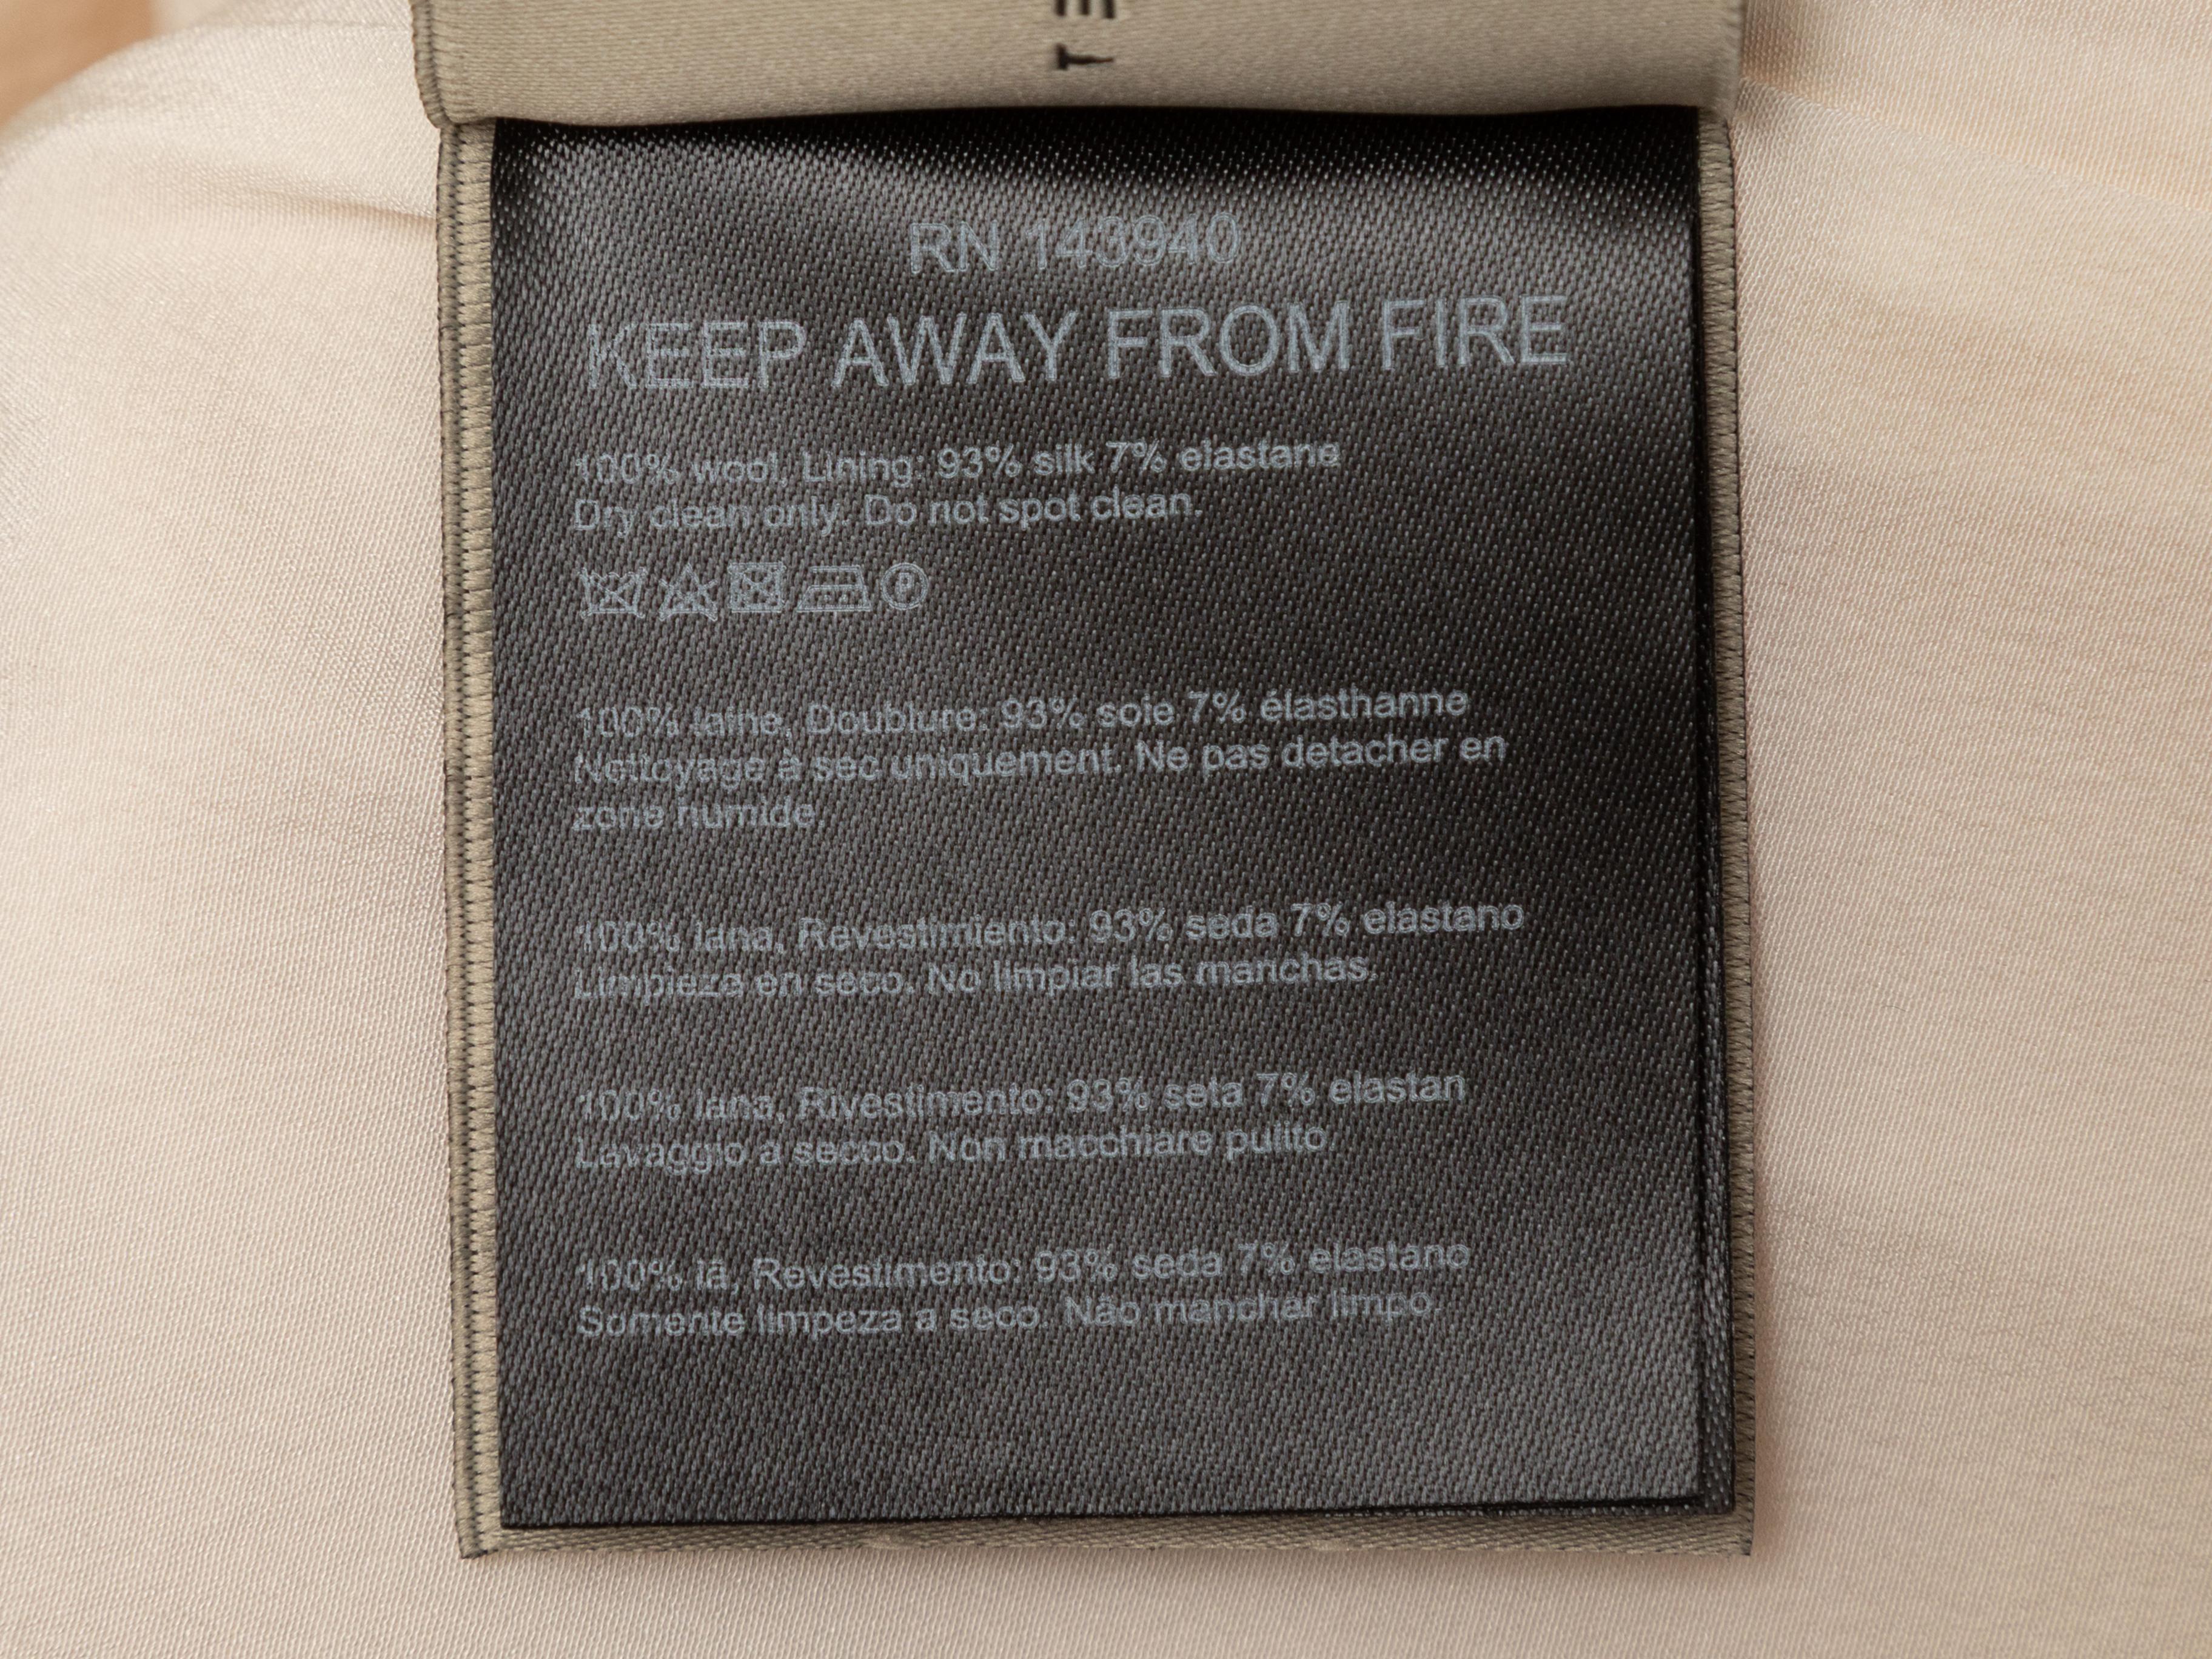 TE
RN 143940
KEEP AWAY FROM FIRE
100% wool, Lining: 93% silk 7% elastane
Dry clean only. Do not spot clean.
P
100% laine, Doublure: 93% soie 7% élasthanne
Nettoyage à sec uniquement. Ne pas detacher en
zone humide
100% lana, Revestimiento: 93% seda 7% elastano
Limpieza en seco. No limpiar las manchas.
100% lana, Rivestimento: 93% seta 7% elastan
Lavaggio a secco. Non macchiare pulito.
100% lã, Revestimento: 93% seda 7% elastano
Somente limpeza a seco. Não manchar limpo.